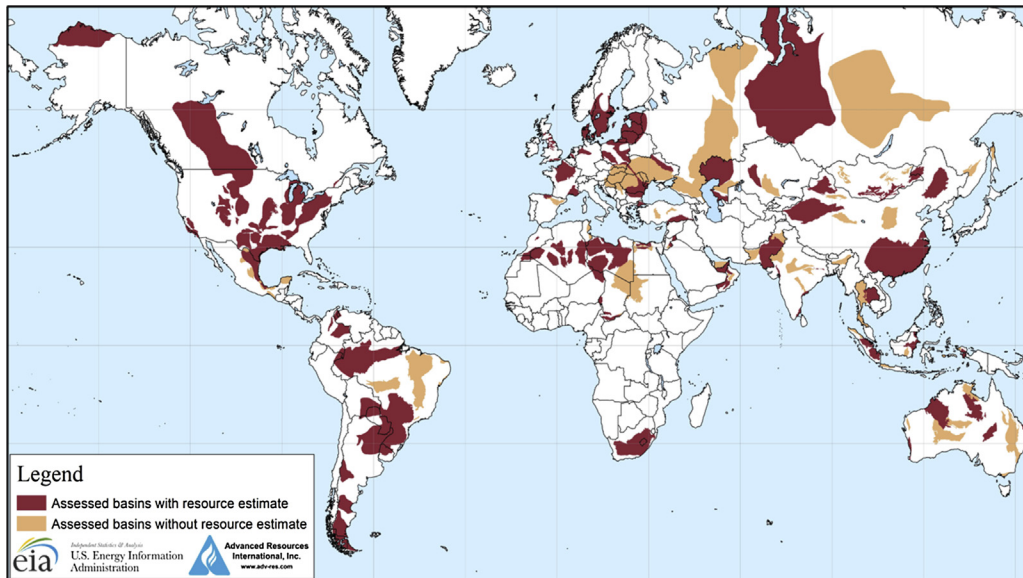 Legend
Assessed basins with resource estimate
Assessed basins without resource estimate
eia
Independent Statistics & Analysis
U.S. Energy Information
Administration
Advanced Resources
International, Inc.
www.adv-res.com